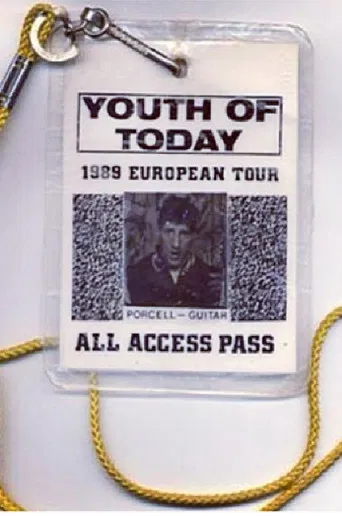 YOUTH OF
TODAY
1989 EUROPEAN TOUR
PORCELL - GUITAR
ALL ACCESS PASS